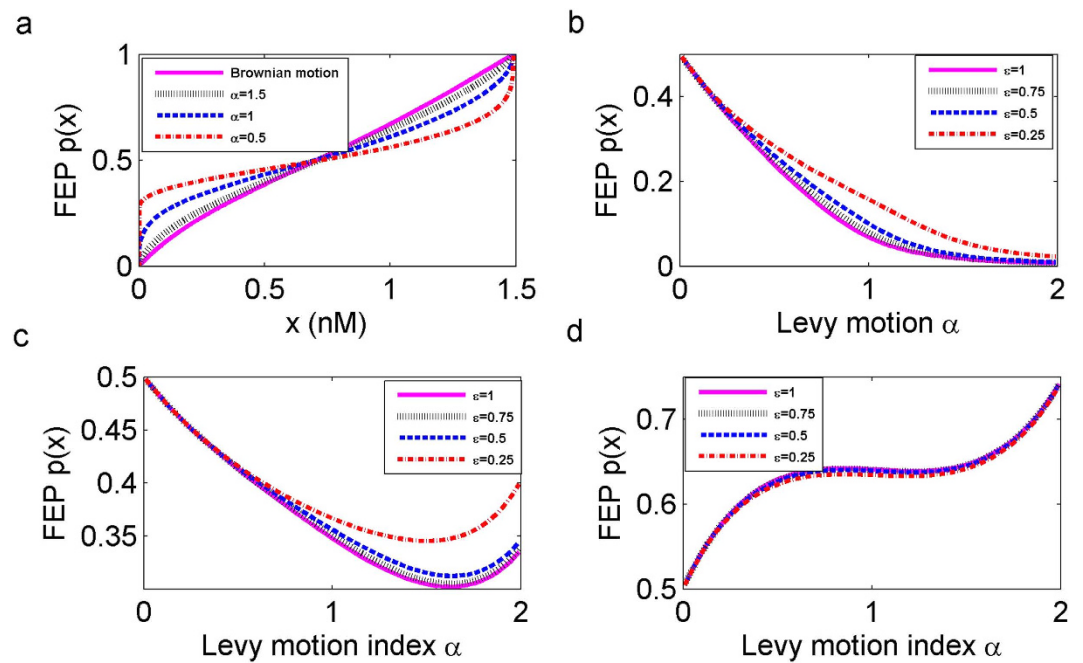 a
FEP p(x)
1
0.5
0
Brownian motion
α=1.5
α=1
α=0.5
0
0.5
1
1.5
x (nM)
b
FEP p(x)
0.4
0.2
0
ε=1
ε=0.75
ε=0.5
ε=0.25
0
1
2
Levy motion α
c
FEP p(x)
0.5
0.45
0.4
0.35
ε=1
ε=0.75
ε=0.5
ε=0.25
0
1
2
Levy motion index α
d
FEP p(x)
0.7
0.6
0.5
ε=1
ε=0.75
ε=0.5
ε=0.25
0
1
2
Levy motion index α